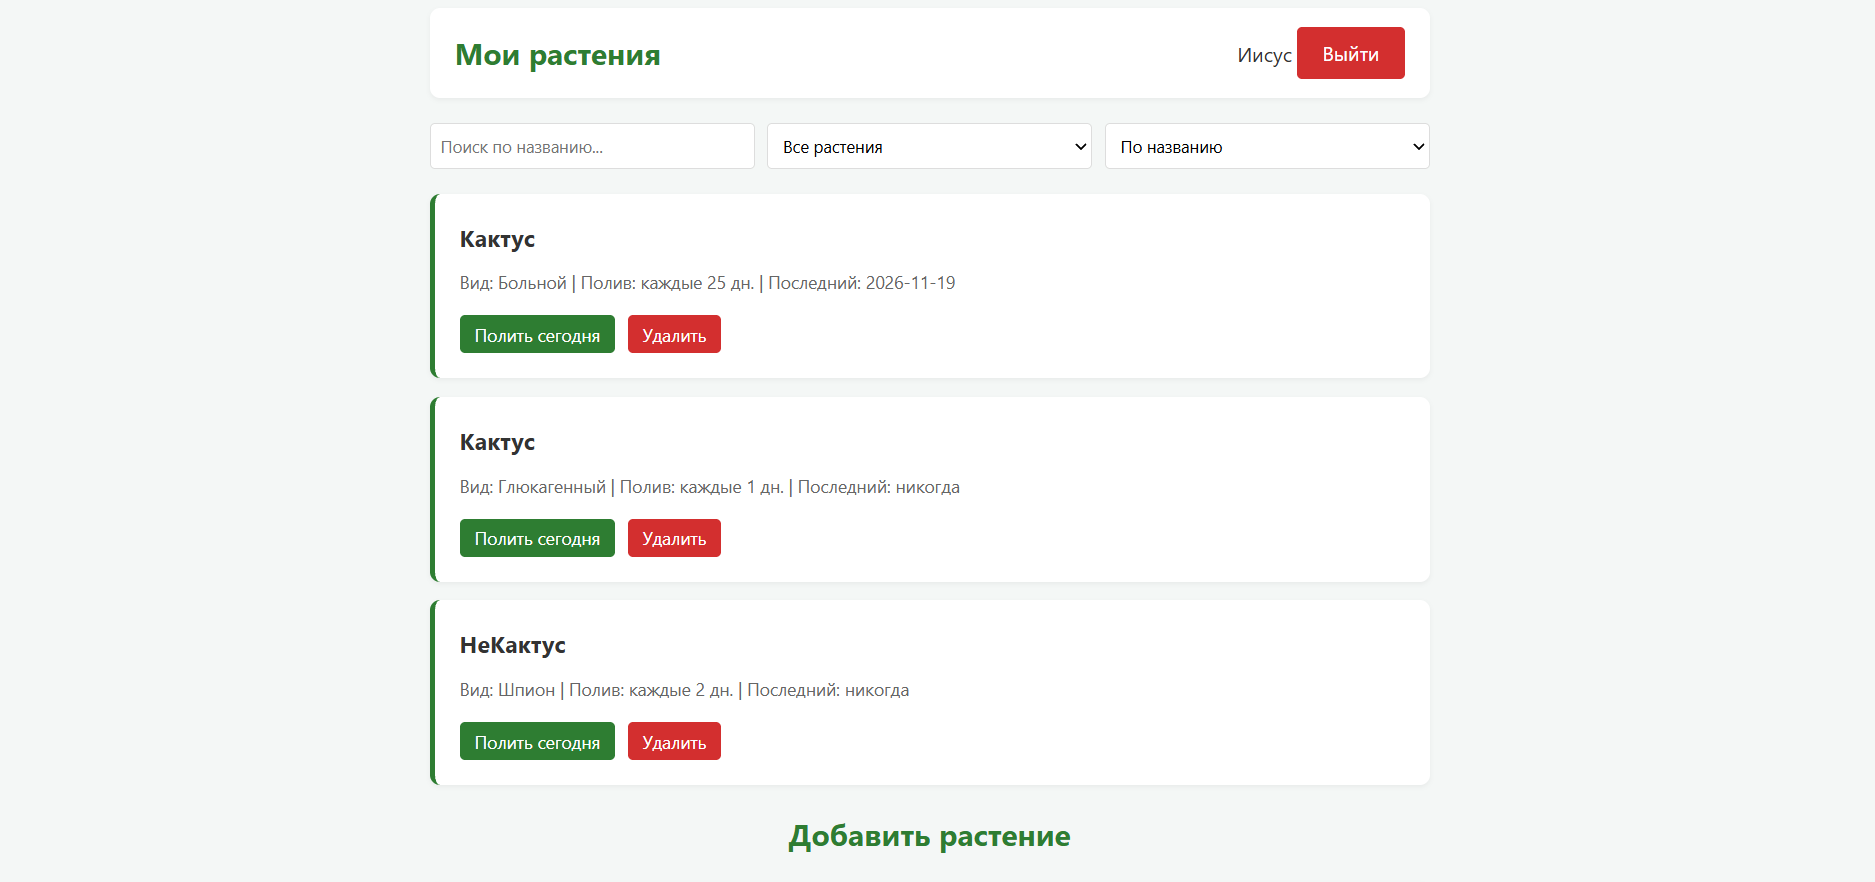 Мои растения
Иисус Выйти
Поиск по названию... Все растения По названию
Кактус
Вид: Больной | Полив: каждые 25 дн. | Последний: 2026-11-19
Полить сегодня Удалить
Кактус
Вид: Глюкагенный | Полив: каждые 1 дн. | Последний: никогда
Полить сегодня Удалить
НеКактус
Вид: Шпион | Полив: каждые 2 дн. | Последний: никогда
Полить сегодня Удалить
Добавить растение